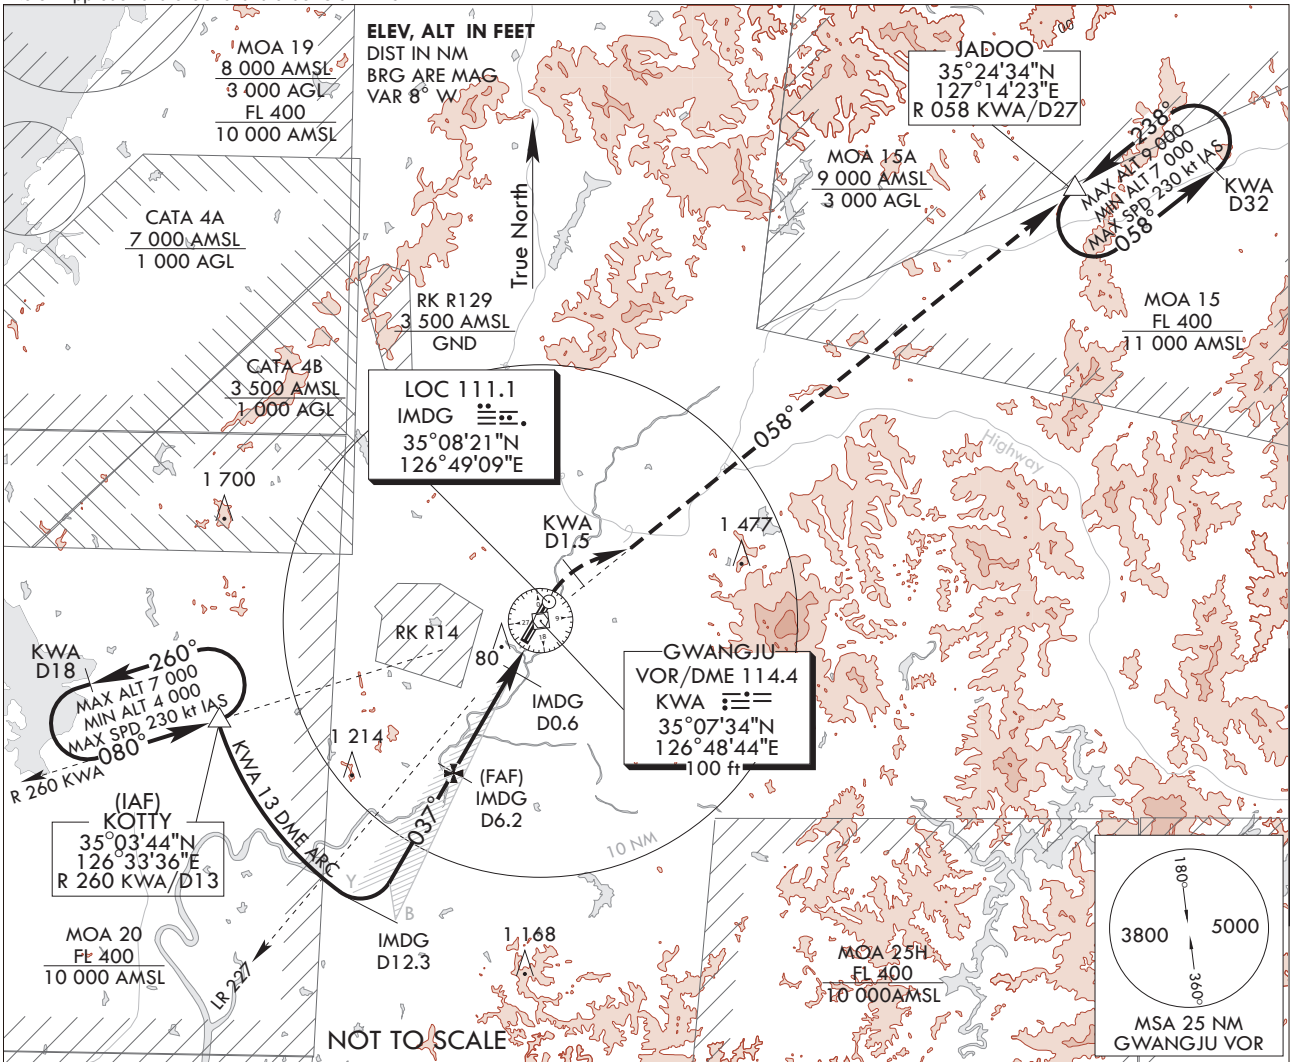 ELEV, ALT IN FEET
DIST IN NM
BRG ARE MAG
VAR 8° W
MOA 19
8 000 AMSL
3 000 AGL
FL 400
10 000 AMSL
JADOO
35°24'34"N
127°14'23"E
R 058 KWA/D27
238°
MAX ALT 9 000
MIN ALT 7 000
MAX SPD 230 kt IAS
058°
KWA
D32
MOA 15A
9 000 AMSL
3 000 AGL
CATA 4A
7 000 AMSL
1 000 AGL
True North
RK R129
3 500 AMSL
GND
MOA 15
FL 400
11 000 AMSL
CATA 4B
3 500 AMSL
1 000 AGL
LOC 111.1
IMDG
35°08'21"N
126°49'09"E
058°
Highway
1 700
KWA
D1.5
1 477
RK R14
80
27
9
18
KWA
D18
260°
MAX ALT 7 000
MIN ALT 4 000
MAX SPD 230 kt IAS
080°
R 260 KWA
GWANGJU
VOR/DME 114.4
KWA
35°07'34"N
126°48'44"E
100 ft
IMDG
D0.6
1 214
KWA 13 DME ARC
(FAF)
IMDG
D6.2
037°
(IAF)
KOTTY
35°03'44"N
126°33'36"E
R 260 KWA/D13
10 NM
Y
B
MOA 20
FL 400
10 000 AMSL
LR 227
IMDG
D12.3
1 168
MOA 25H
FL 400
10 000AMSL
180°
3800
5000
360°
MSA 25 NM
GWANGJU VOR
NOT TO SCALE